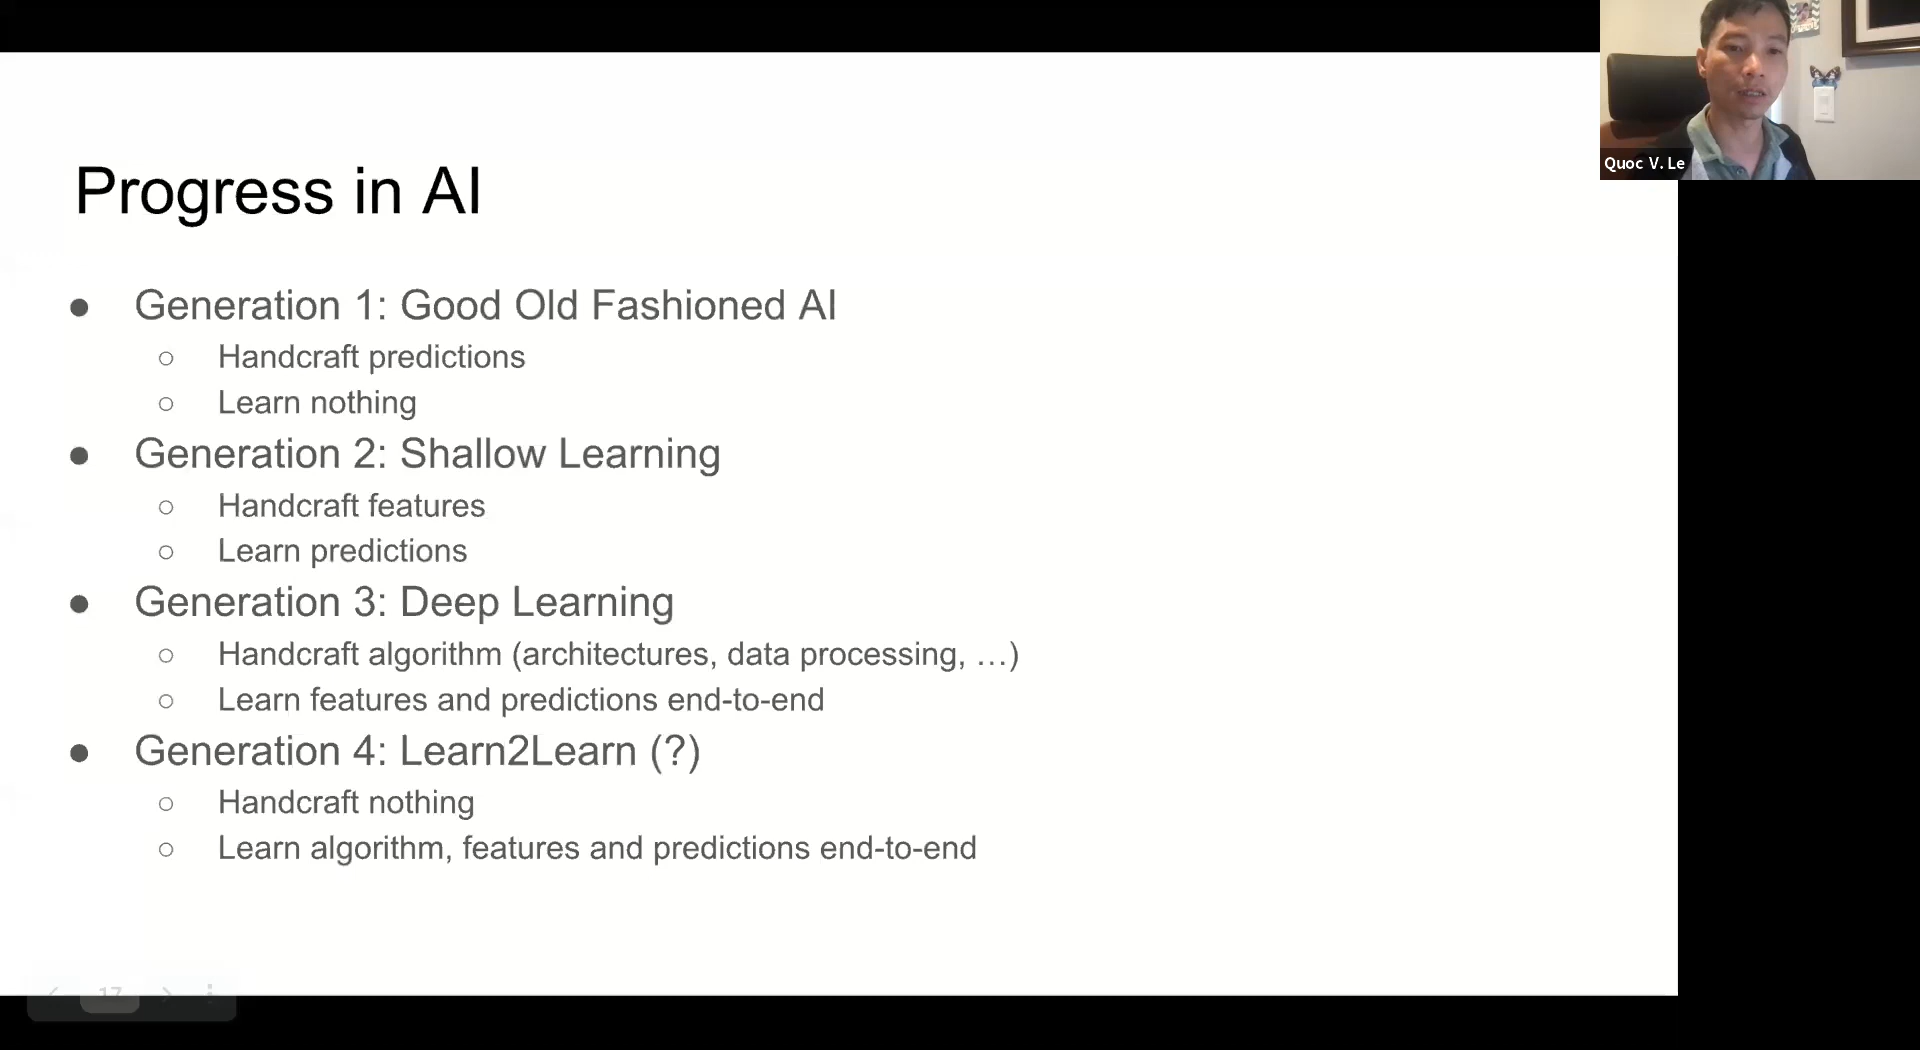 Quoc V. Le
Progress in AI
● Generation 1: Good Old Fashioned AI
○ Handcraft predictions
○ Learn nothing
● Generation 2: Shallow Learning
○ Handcraft features
○ Learn predictions
● Generation 3: Deep Learning
○ Handcraft algorithm (architectures, data processing, …)
○ Learn features and predictions end-to-end
● Generation 4: Learn2Learn (?)
○ Handcraft nothing
○ Learn algorithm, features and predictions end-to-end
17